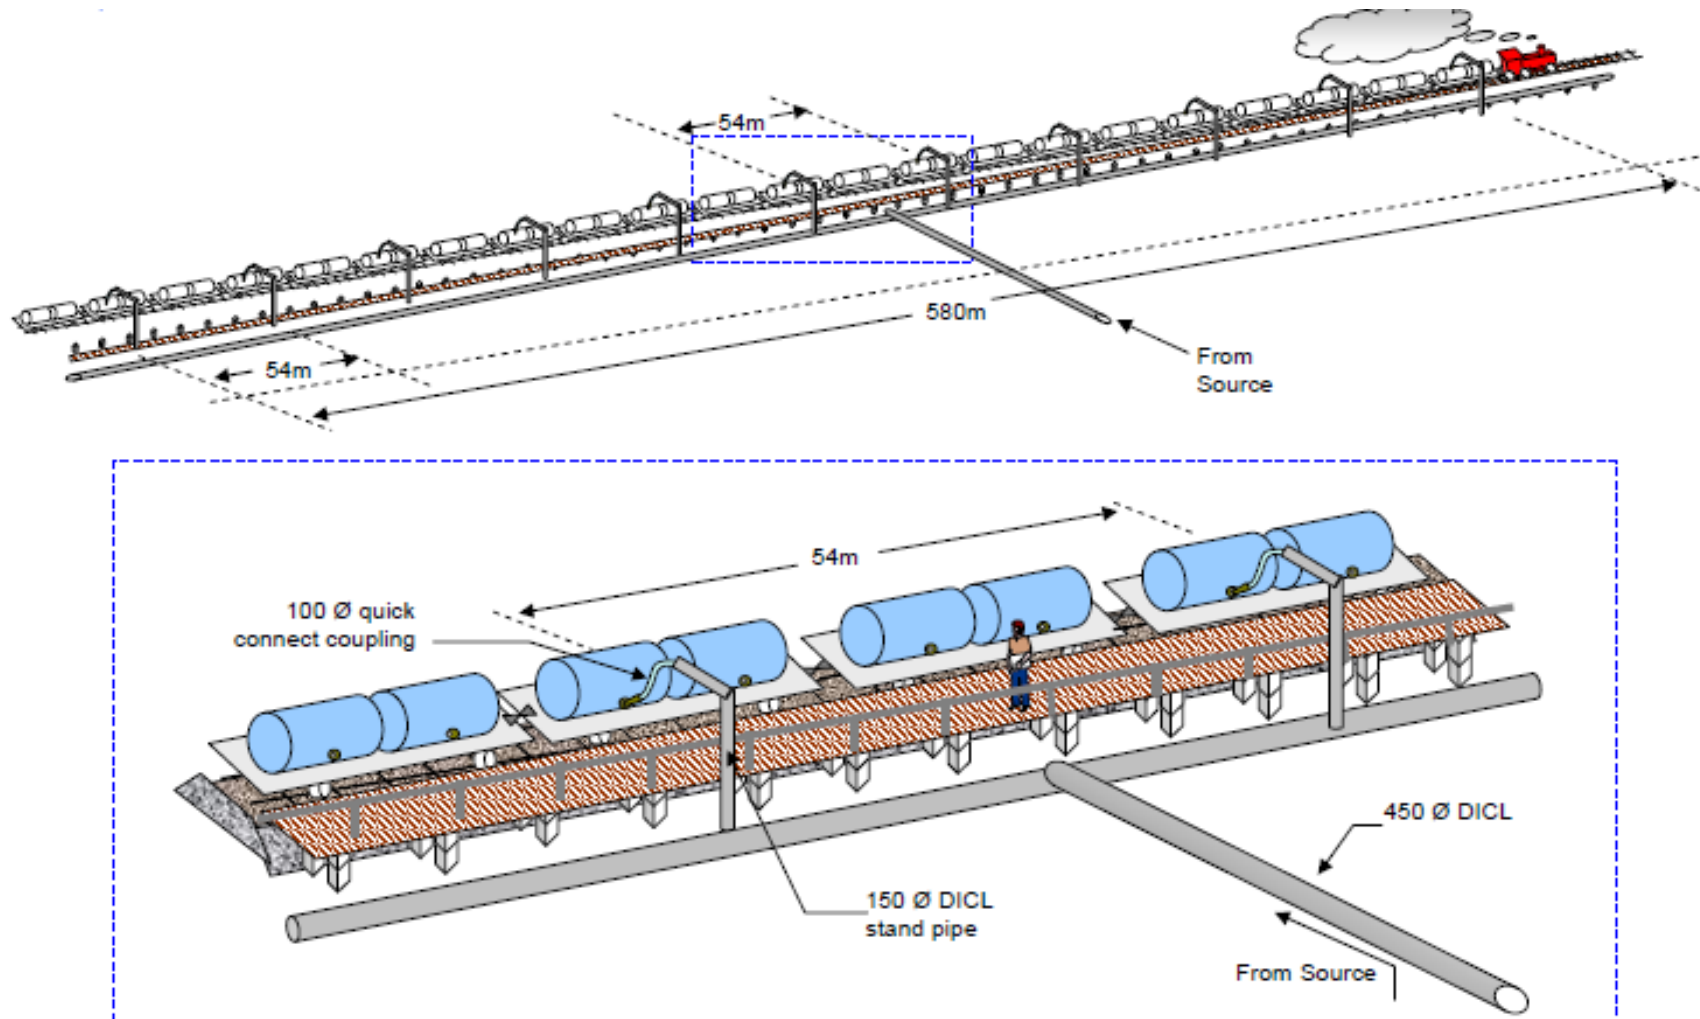 54m
580m
From
Source
54m
54m
100 Ø quick
connect coupling
450 Ø DICL
150 Ø DICL
stand pipe
From Source